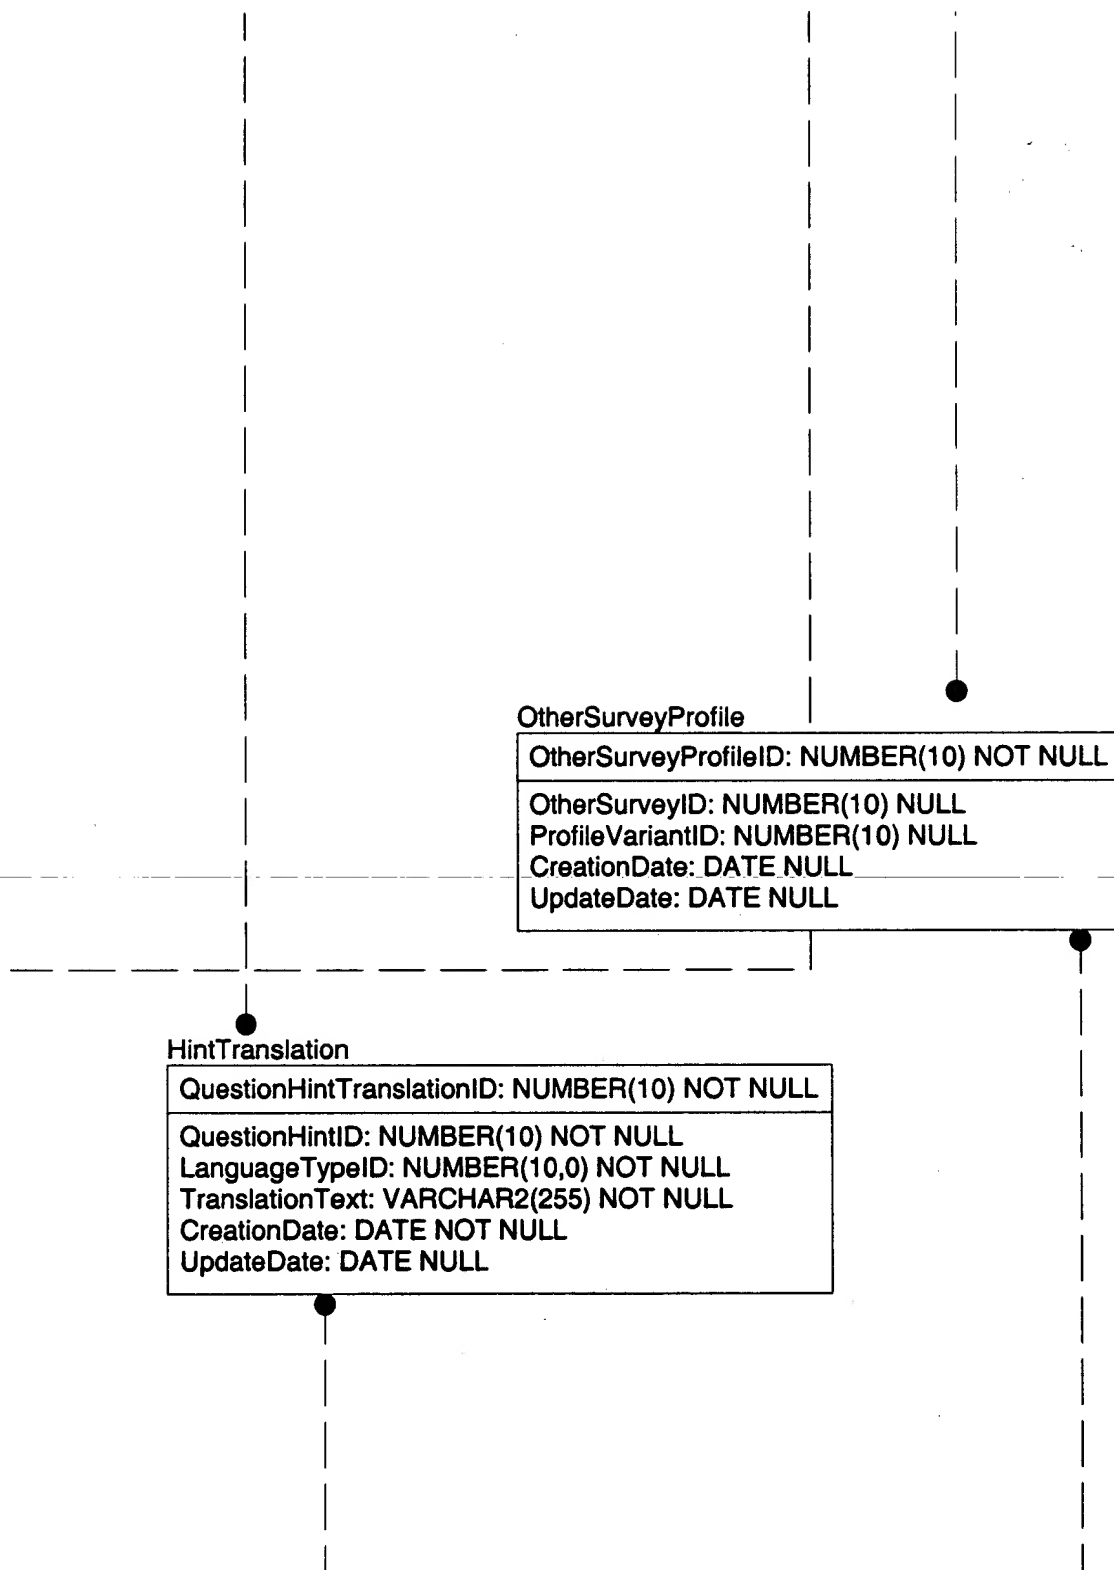 OtherSurveyProfile
OtherSurveyProfileID: NUMBER(10) NOT NULL
OtherSurveyID: NUMBER(10) NULL
ProfileVariantID: NUMBER(10) NULL
CreationDate: DATE NULL
UpdateDate: DATE NULL
HintTranslation
QuestionHintTranslationID: NUMBER(10) NOT NULL
QuestionHintID: NUMBER(10) NOT NULL
LanguageTypeID: NUMBER(10,0) NOT NULL
TranslationText: VARCHAR2(255) NOT NULL
CreationDate: DATE NOT NULL
UpdateDate: DATE NULL